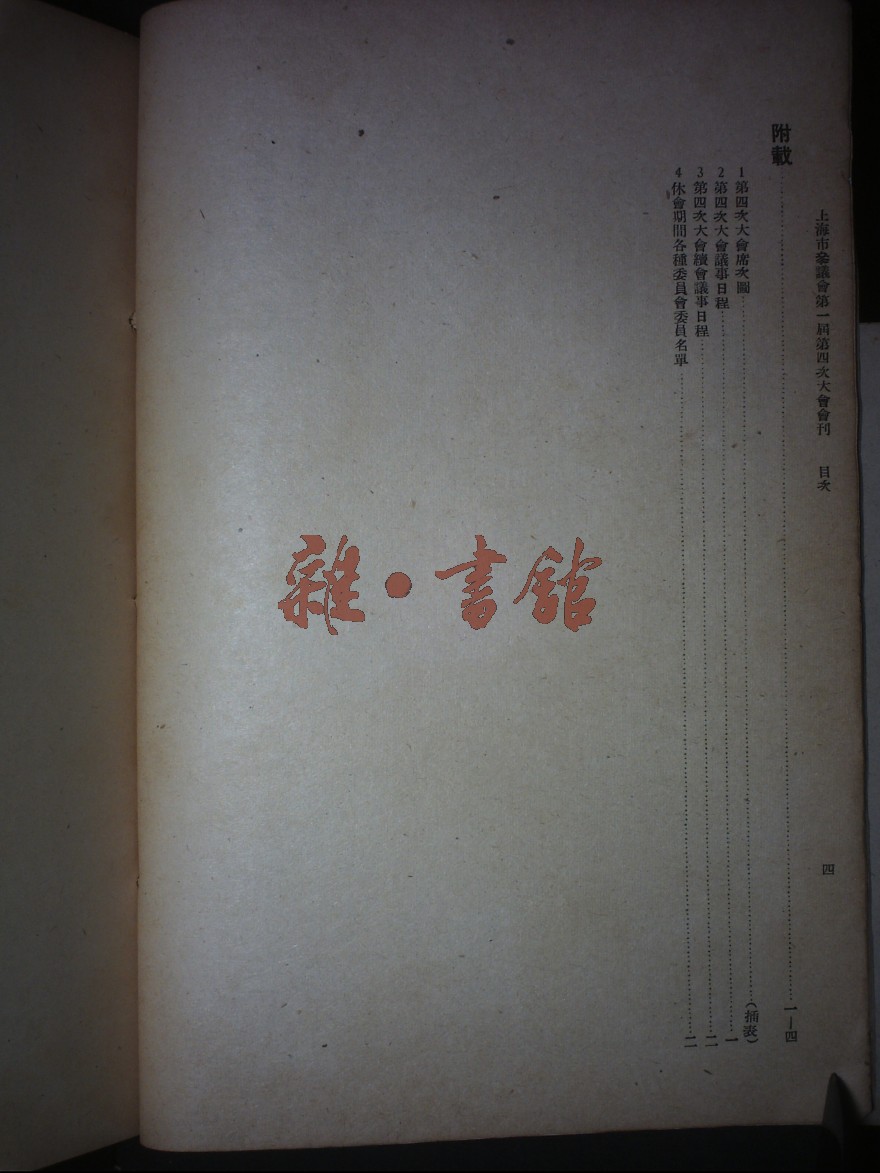 上海市參議會第一屆第四次大會會刊 目次 四
附載……一—四
1 第四次大會席次圖……（插表）
2 第四次大會議事日程……一
3 第四次大會續會議事日程……二
4 休會期間各種委員會委員名單……二
雜·書館